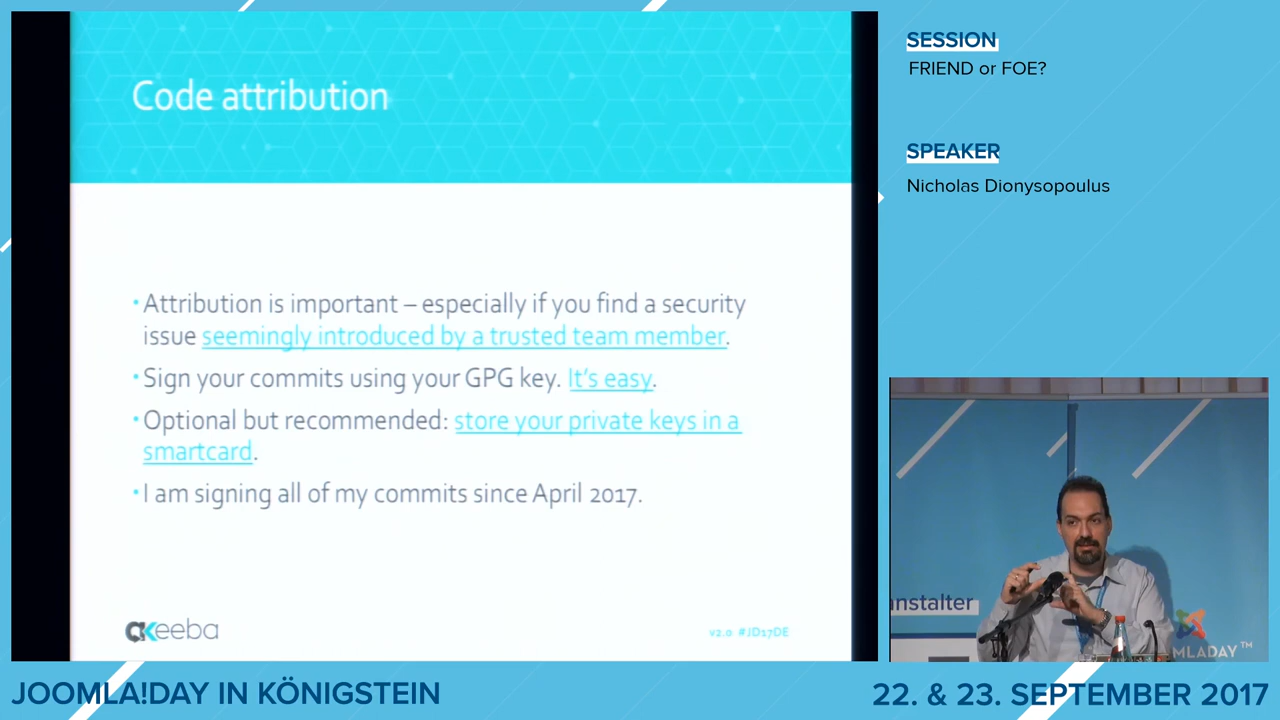 Code attribution
• Attribution is important – especially if you find a security
issue seemingly introduced by a trusted team member.
• Sign your commits using your GPG key. It's easy.
• Optional but recommended: store your private keys in a
smartcard.
• I am signing all of my commits since April 2017.
akeeba
v2.0 #JD17DE
SESSION
FRIEND or FOE?
SPEAKER
Nicholas Dionysopoulus
nstalter
MLADAY™
JOOMLA!DAY IN KÖNIGSTEIN
22. & 23. SEPTEMBER 2017